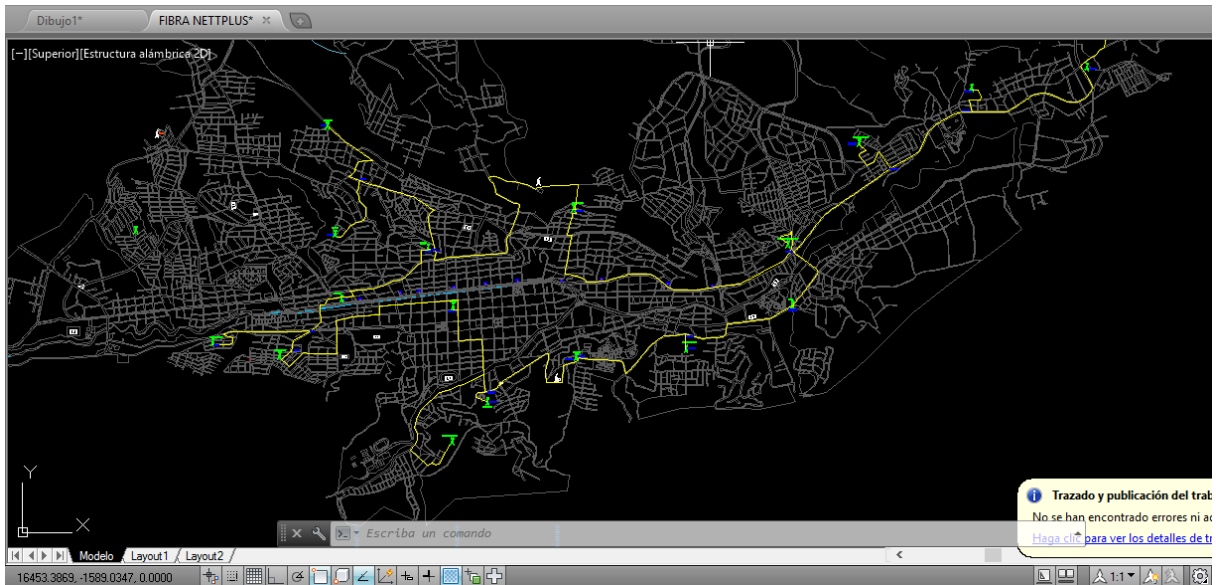 Dibujo1*
FIBRA NETTPLUS*
[−][Superior][Estructura alámbrica 2D]
Y
X
Escriba un comando
Trazado y publicación del trab
No se han encontrado errores ni ad
Haga clic para ver los detalles de tr
Modelo Layout1 Layout2
16453.3869, -1589.0347, 0.0000
1:1